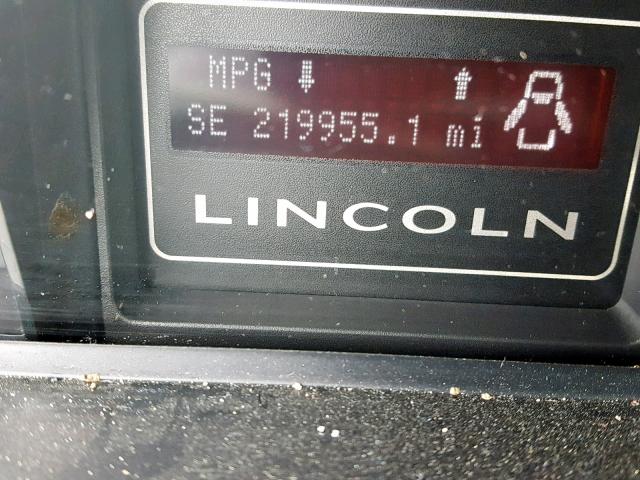 MPG ⬇ ⬆
SE 219955.1 mi
LINCOLN